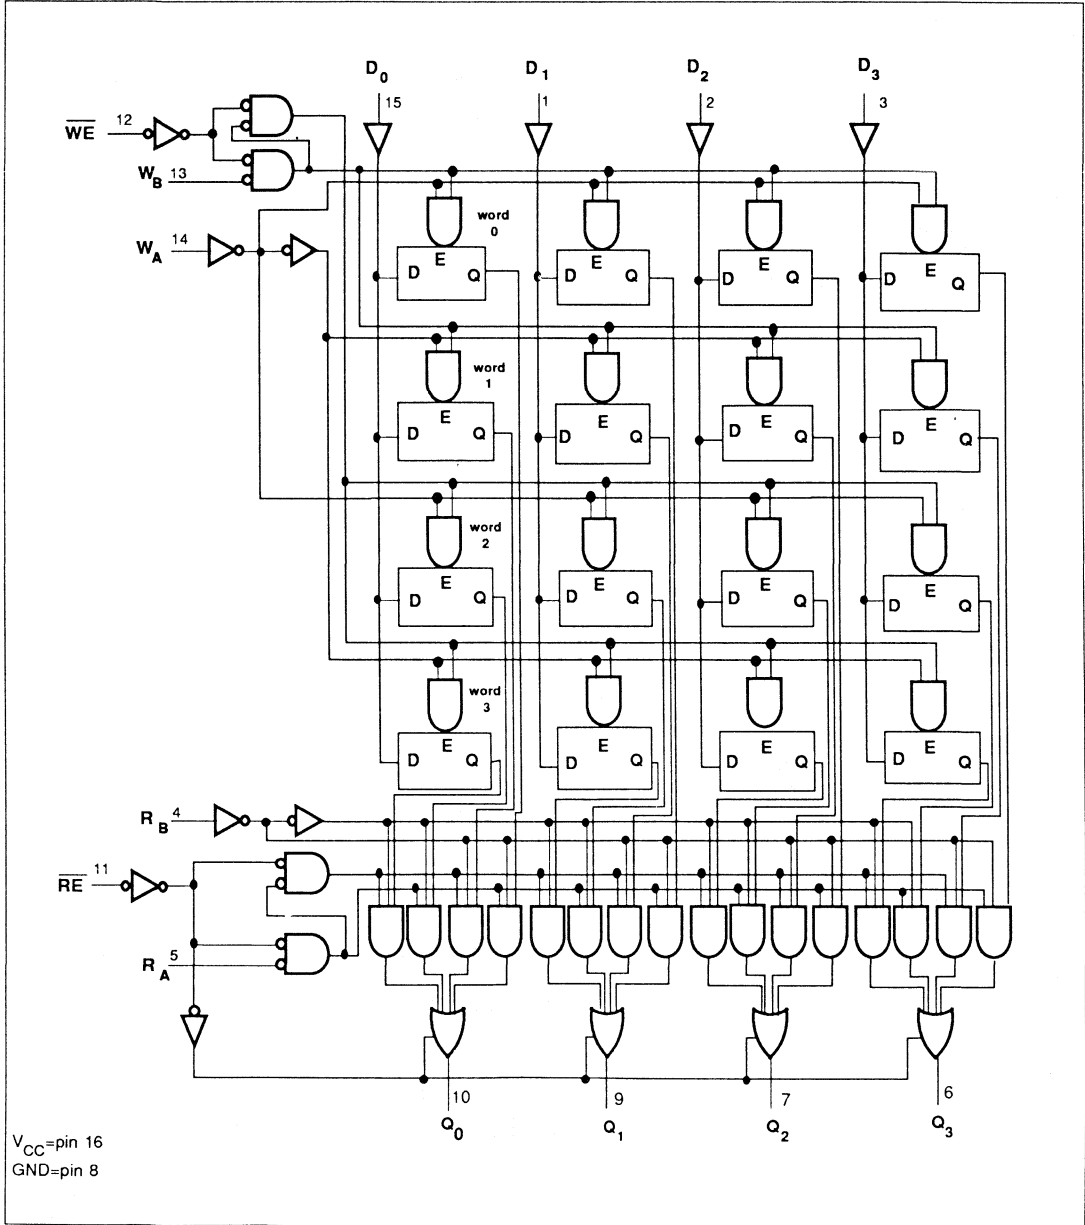 D0 D1 D2 D3
15 1 2 3
WE 12
WB 13
WA 14
word
0
E E E E
D Q D Q D Q D Q
word
1
E E E E
D Q D Q D Q D Q
word
2
E E E E
D Q D Q D Q D Q
word
3
E E E E
D Q D Q D Q D Q
RB 4
RE 11
RA 5
10 9 7 6
Q0 Q1 Q2 Q3
VCC=pin 16
GND=pin 8